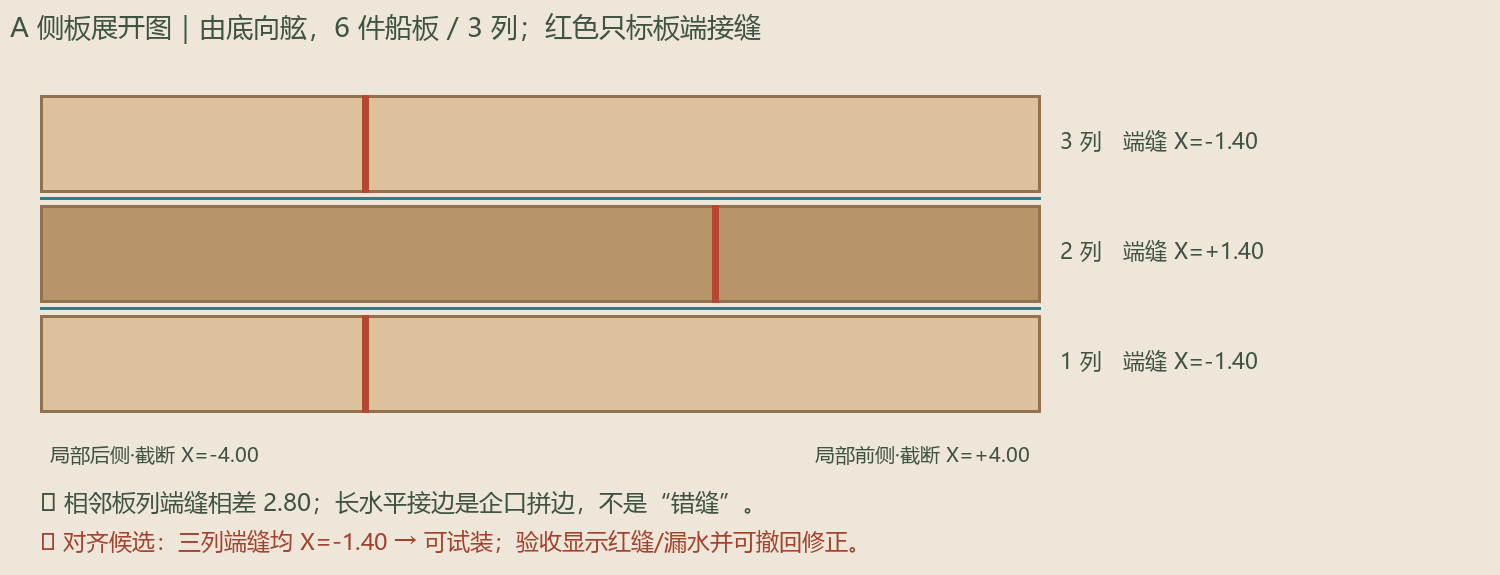 A 侧板展开图｜由底向舷，6 件船板 / 3 列；红色只标板端接缝
3 列　端缝 X=-1.40
2 列　端缝 X=+1.40
1 列　端缝 X=-1.40
局部后侧·截断 X=-4.00
局部前侧·截断 X=+4.00
□ 相邻板列端缝相差 2.80；长水平接边是企口拼边，不是“错缝”。
□ 对齐候选：三列端缝均 X=-1.40 → 可试装；验收显示红缝/漏水并可撤回修正。